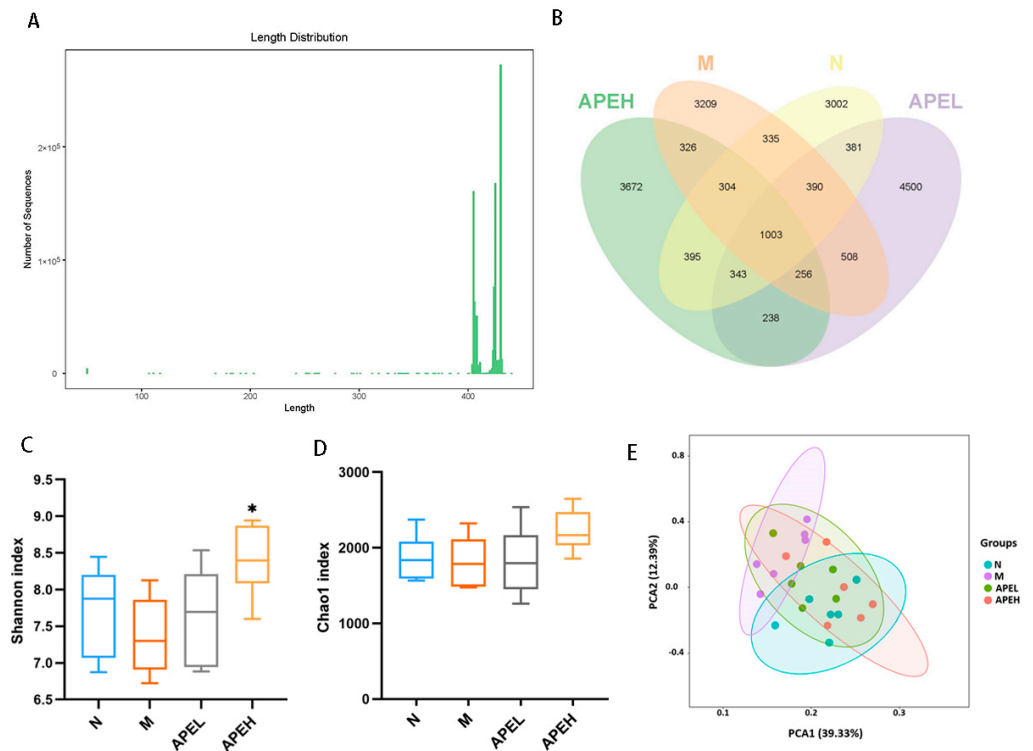 A
Length Distribution
Number of Sequences
2×10⁵
1×10⁵
0
100
200
300
400
Length
B
M
N
APEH
APEL
3209
3002
326
335
381
3672
304
390
4500
1003
395
343
256
508
238
C
Shannon index
9.5
9.0
8.5
8.0
7.5
7.0
6.5
*
N
M
APEL
APEH
D
Chao1 index
3000
2000
1000
0
N
M
APEL
APEH
E
PCA2 (12.39%)
0.8
0.4
0.0
-0.4
0.1
0.2
0.3
PCA1 (39.33%)
Groups
N
M
APEL
APEH